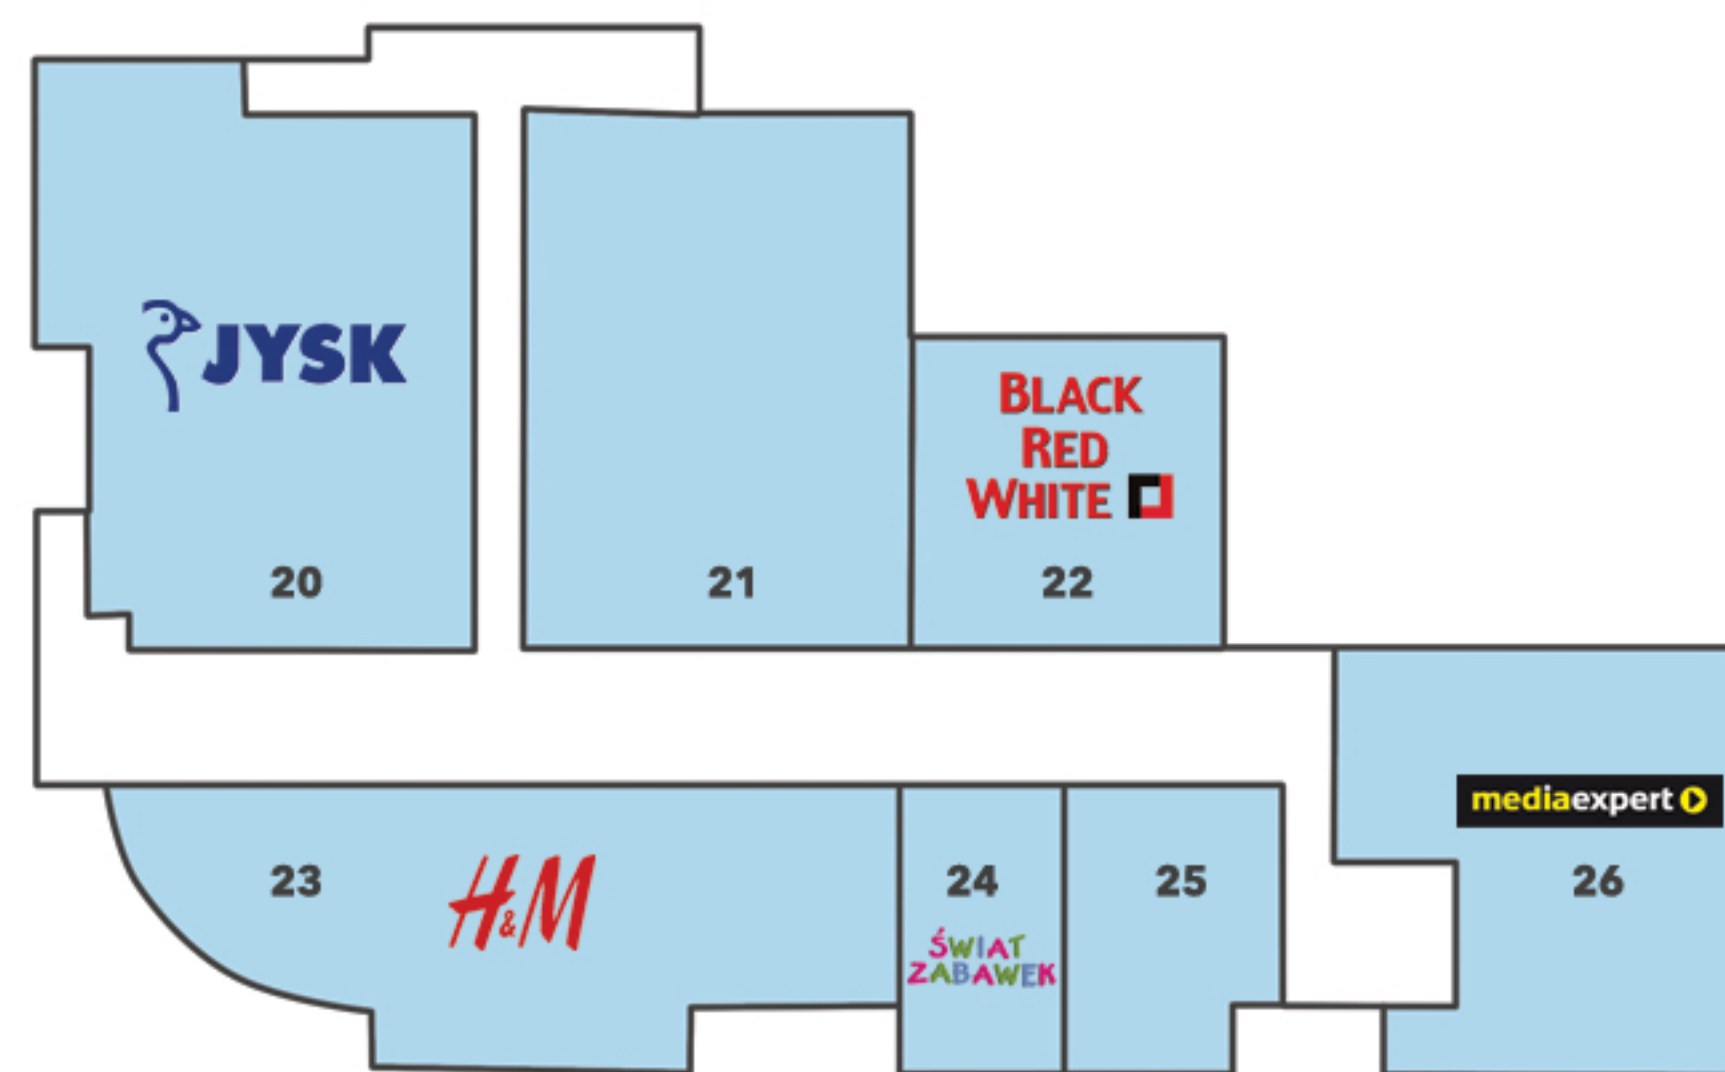 JYSK
BLACK
RED
WHITE
20
21
22
mediaexpert
23
H&M
24
25
26
ŚWIAT
ZABAWEK